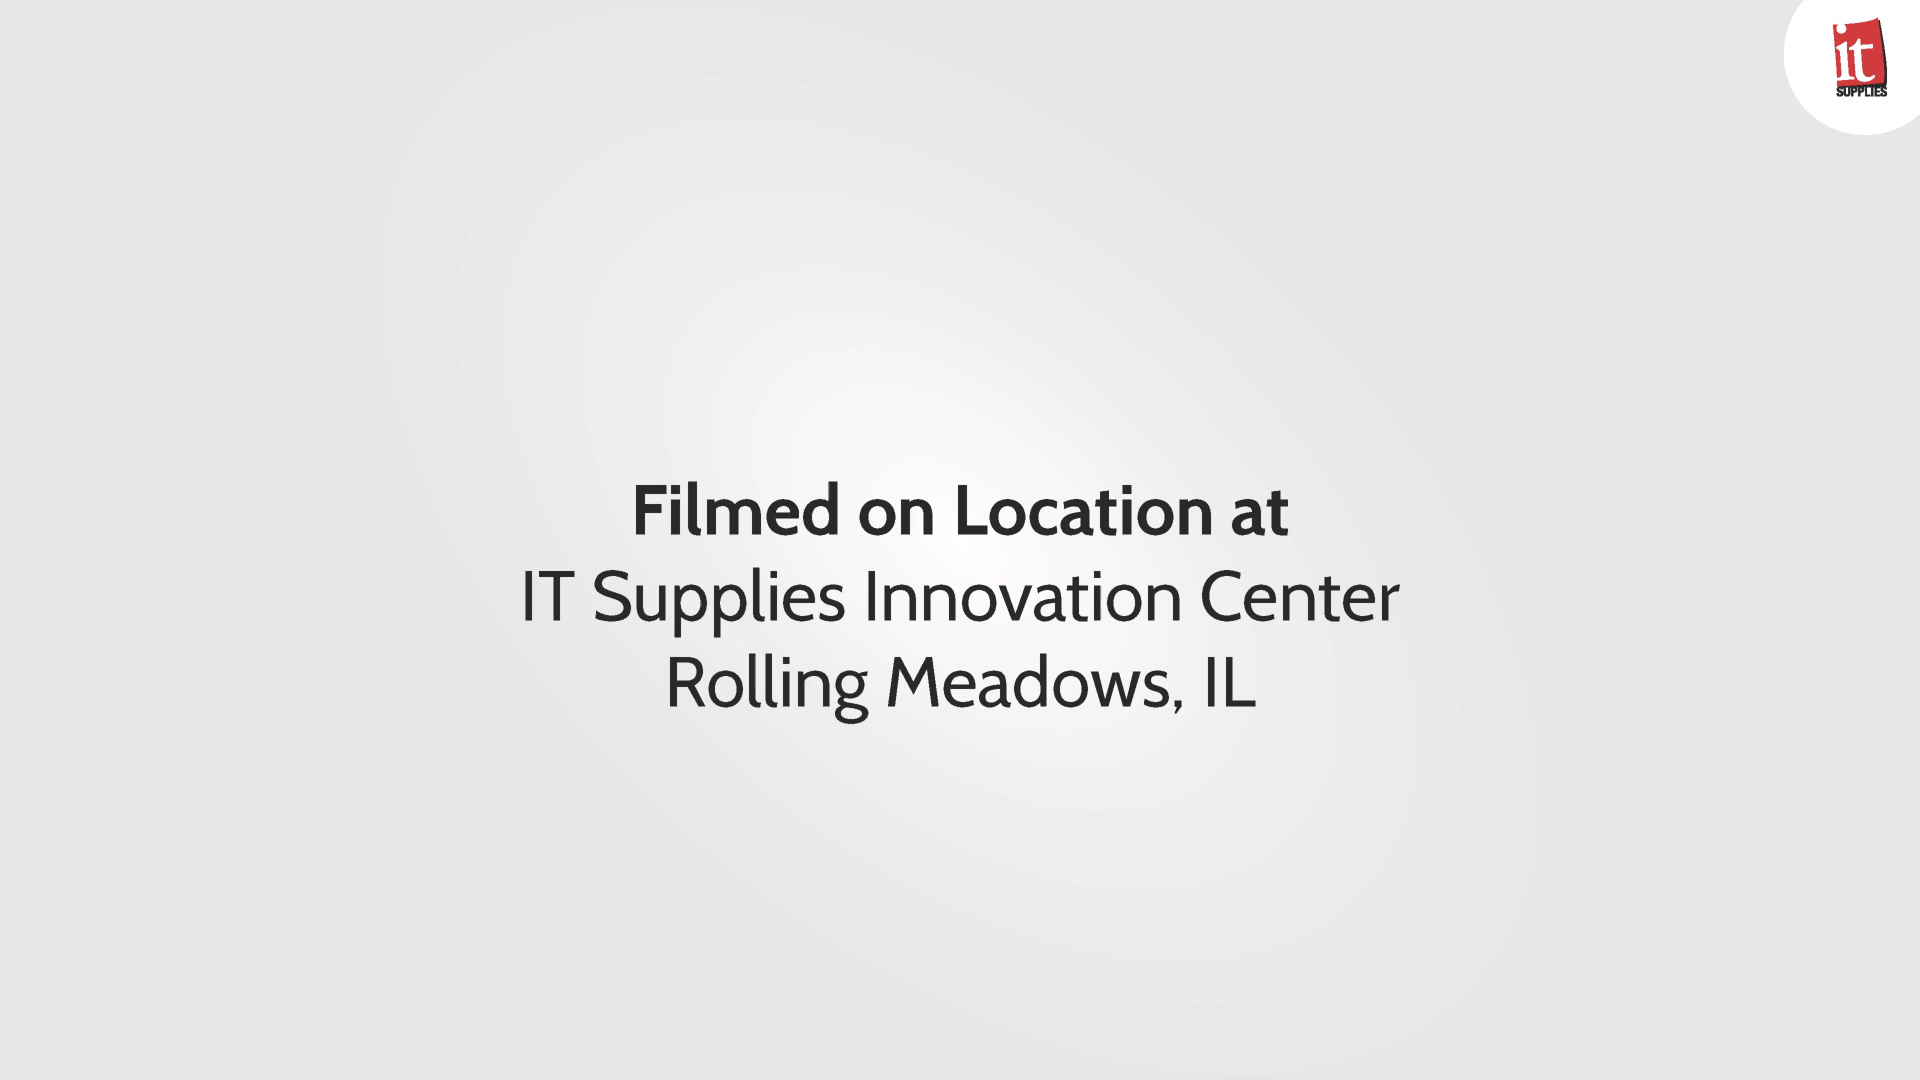 it
SUPPLIES
Filmed on Location at
IT Supplies Innovation Center
Rolling Meadows, IL